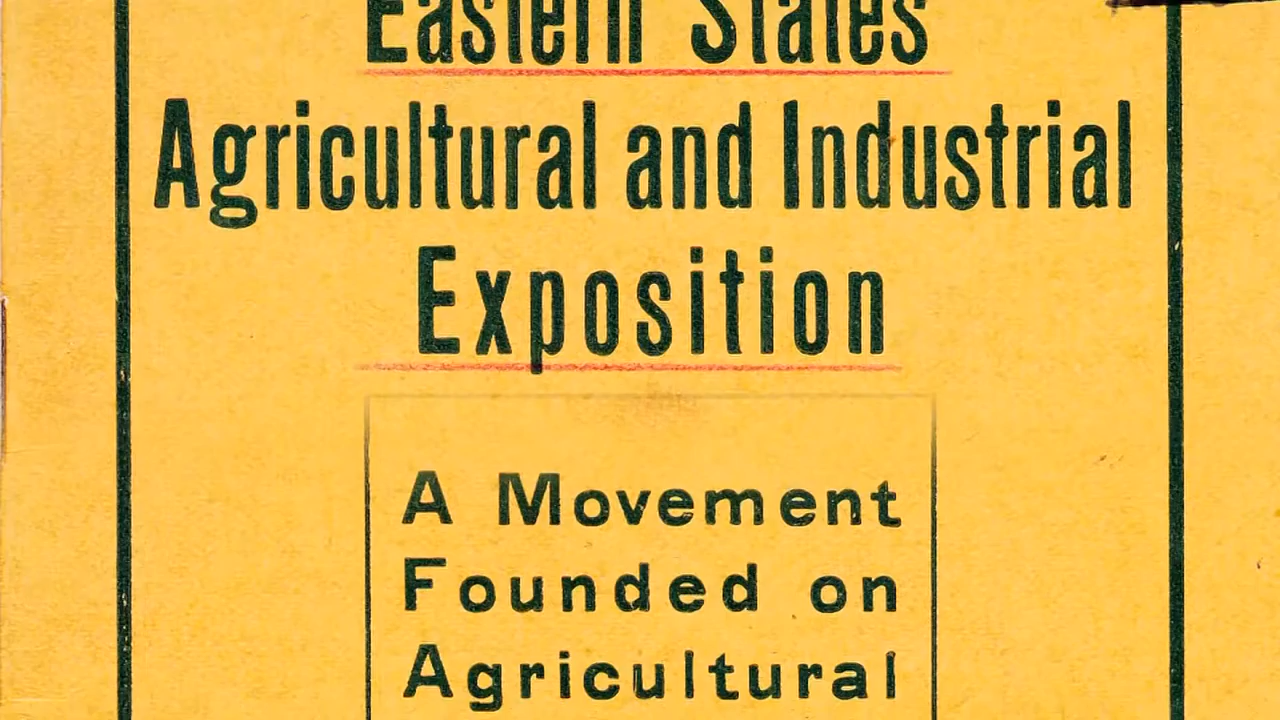 Eastern States
Agricultural and Industrial
Exposition
A Movement
Founded on
Agricultural